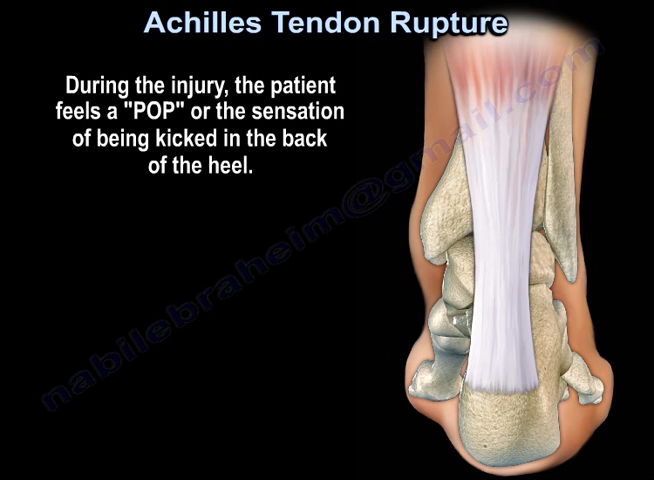 Achilles Tendon Rupture
During the injury, the patient
feels a "POP" or the sensation
of being kicked in the back
of the heel.
nabilebraheim@gmail.com